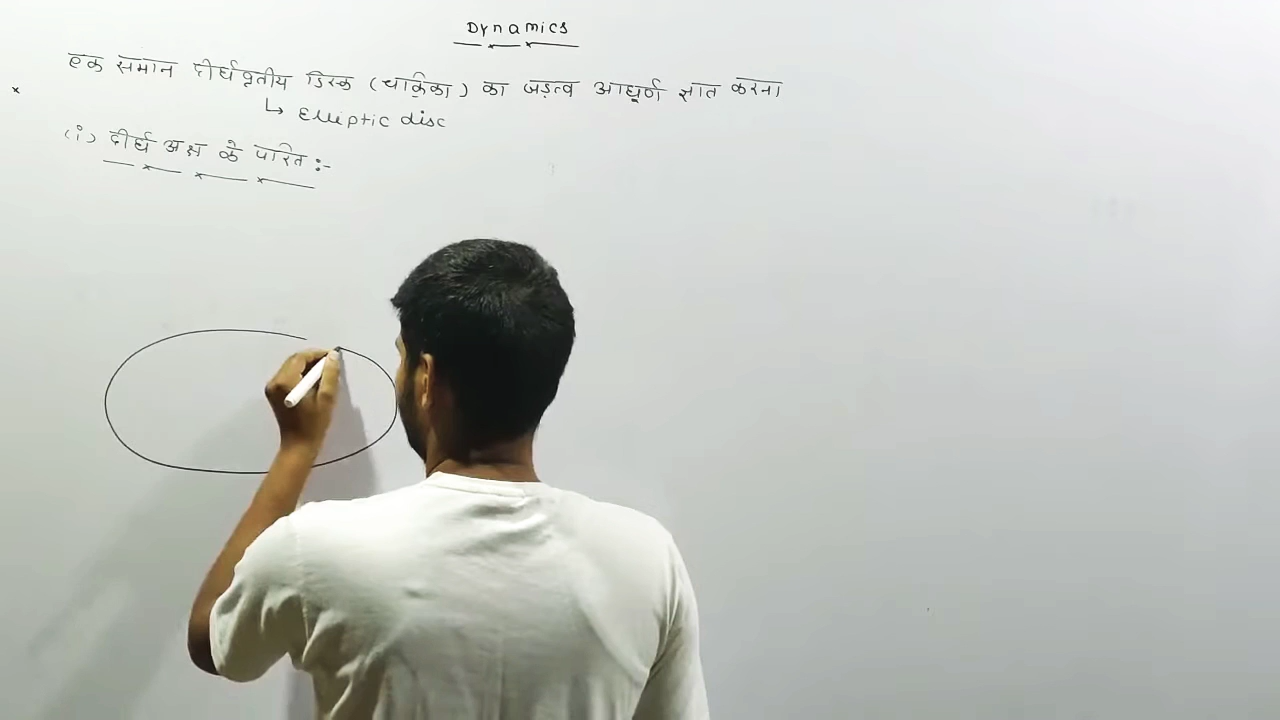 Dynamics
* एक समान दीर्घवृतीय डिस्क (चक्रिका) का जड़त्व आघूर्ण ज्ञात करना
↳ Elliptic disc
(i) दीर्घ अक्ष के परित :-